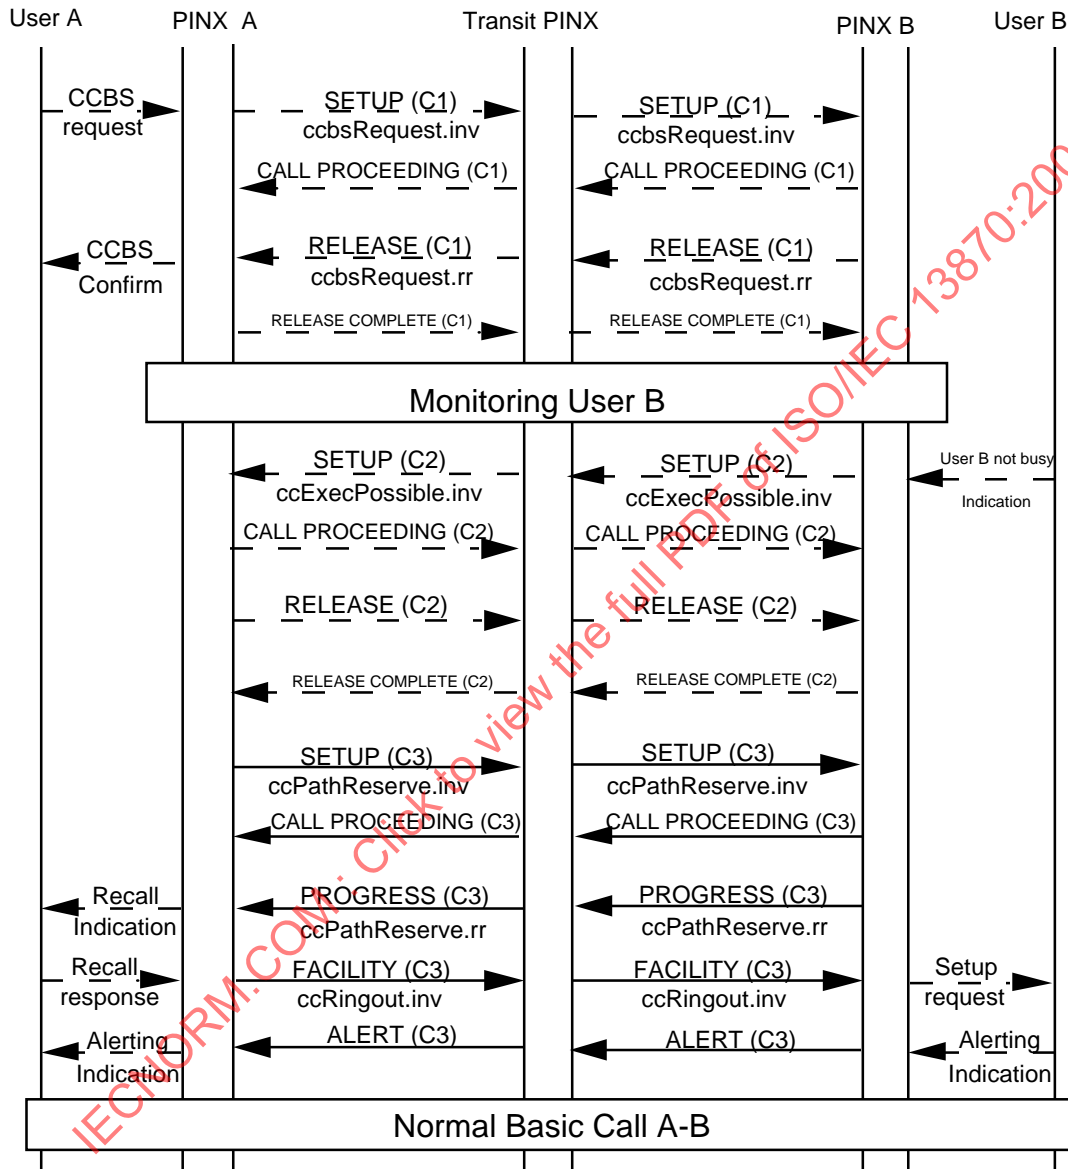 User A PINX A Transit PINX PINX B User B
CCBS request SETUP (C1) ccbsRequest.inv SETUP (C1) ccbsRequest.inv
CALL PROCEEDING (C1) CALL PROCEEDING (C1)
CCBS Confirm RELEASE (C1) ccbsRequest.rr RELEASE (C1) ccbsRequest.rr
RELEASE COMPLETE (C1) RELEASE COMPLETE (C1)
Monitoring User B
SETUP (C2) ccExecPossible.inv SETUP (C2) ccExecPossible.inv User B not busy Indication
CALL PROCEEDING (C2) CALL PROCEEDING (C2)
RELEASE (C2) RELEASE (C2)
RELEASE COMPLETE (C2) RELEASE COMPLETE (C2)
SETUP (C3) ccPathReserve.inv SETUP (C3) ccPathReserve.inv
CALL PROCEEDING (C3) CALL PROCEEDING (C3)
Recall Indication PROGRESS (C3) ccPathReserve.rr PROGRESS (C3) ccPathReserve.rr
Recall response FACILITY (C3) ccRingout.inv FACILITY (C3) ccRingout.inv Setup request
Alerting Indication ALERT (C3) ALERT (C3) Alerting Indication
Normal Basic Call A-B
IECNORM.COM : Click to view the full PDF of ISO/IEC 13870:200